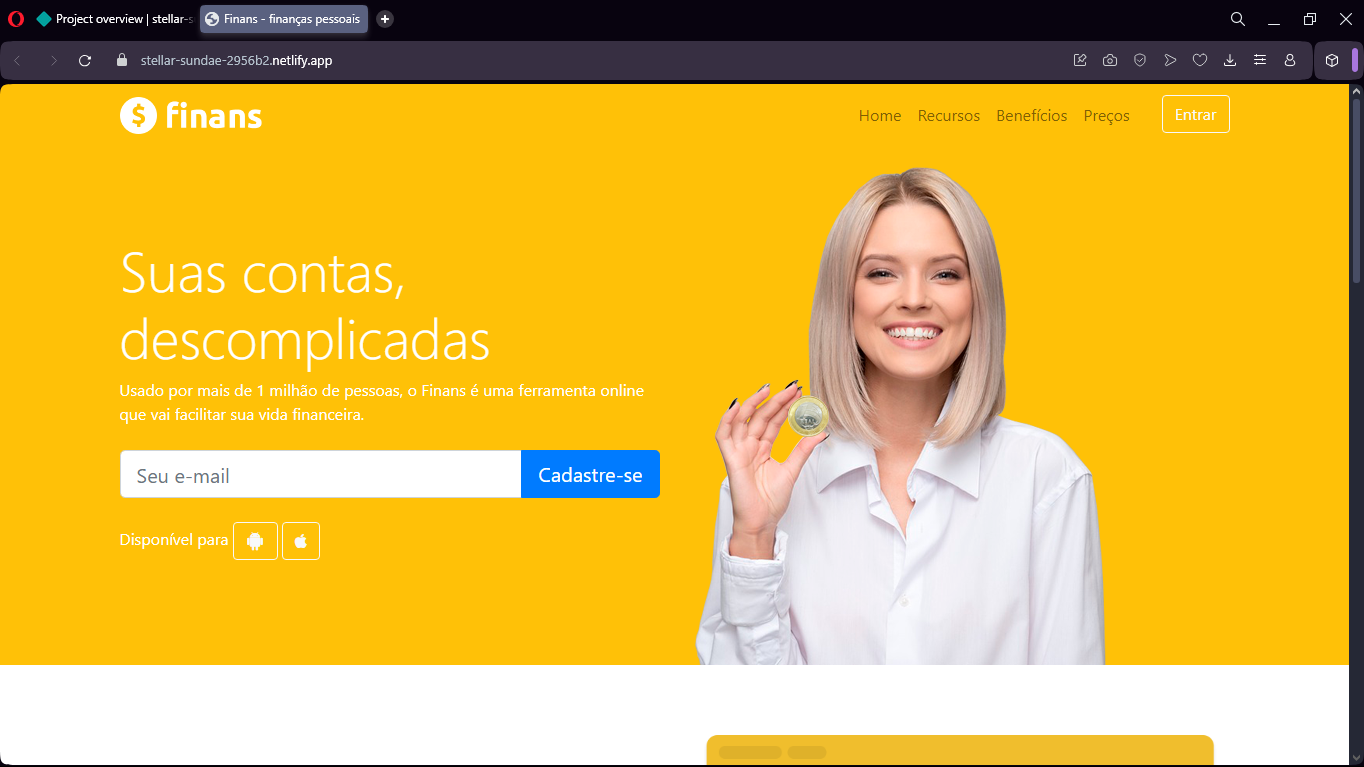 Project overview | stellar-s
Finans - finanças pessoais
stellar-sundae-2956b2.netlify.app
finans
Home
Recursos
Benefícios
Preços
Entrar
Suas contas,
descomplicadas
Usado por mais de 1 milhão de pessoas, o Finans é uma ferramenta online
que vai facilitar sua vida financeira.
Seu e-mail
Cadastre-se
Disponível para